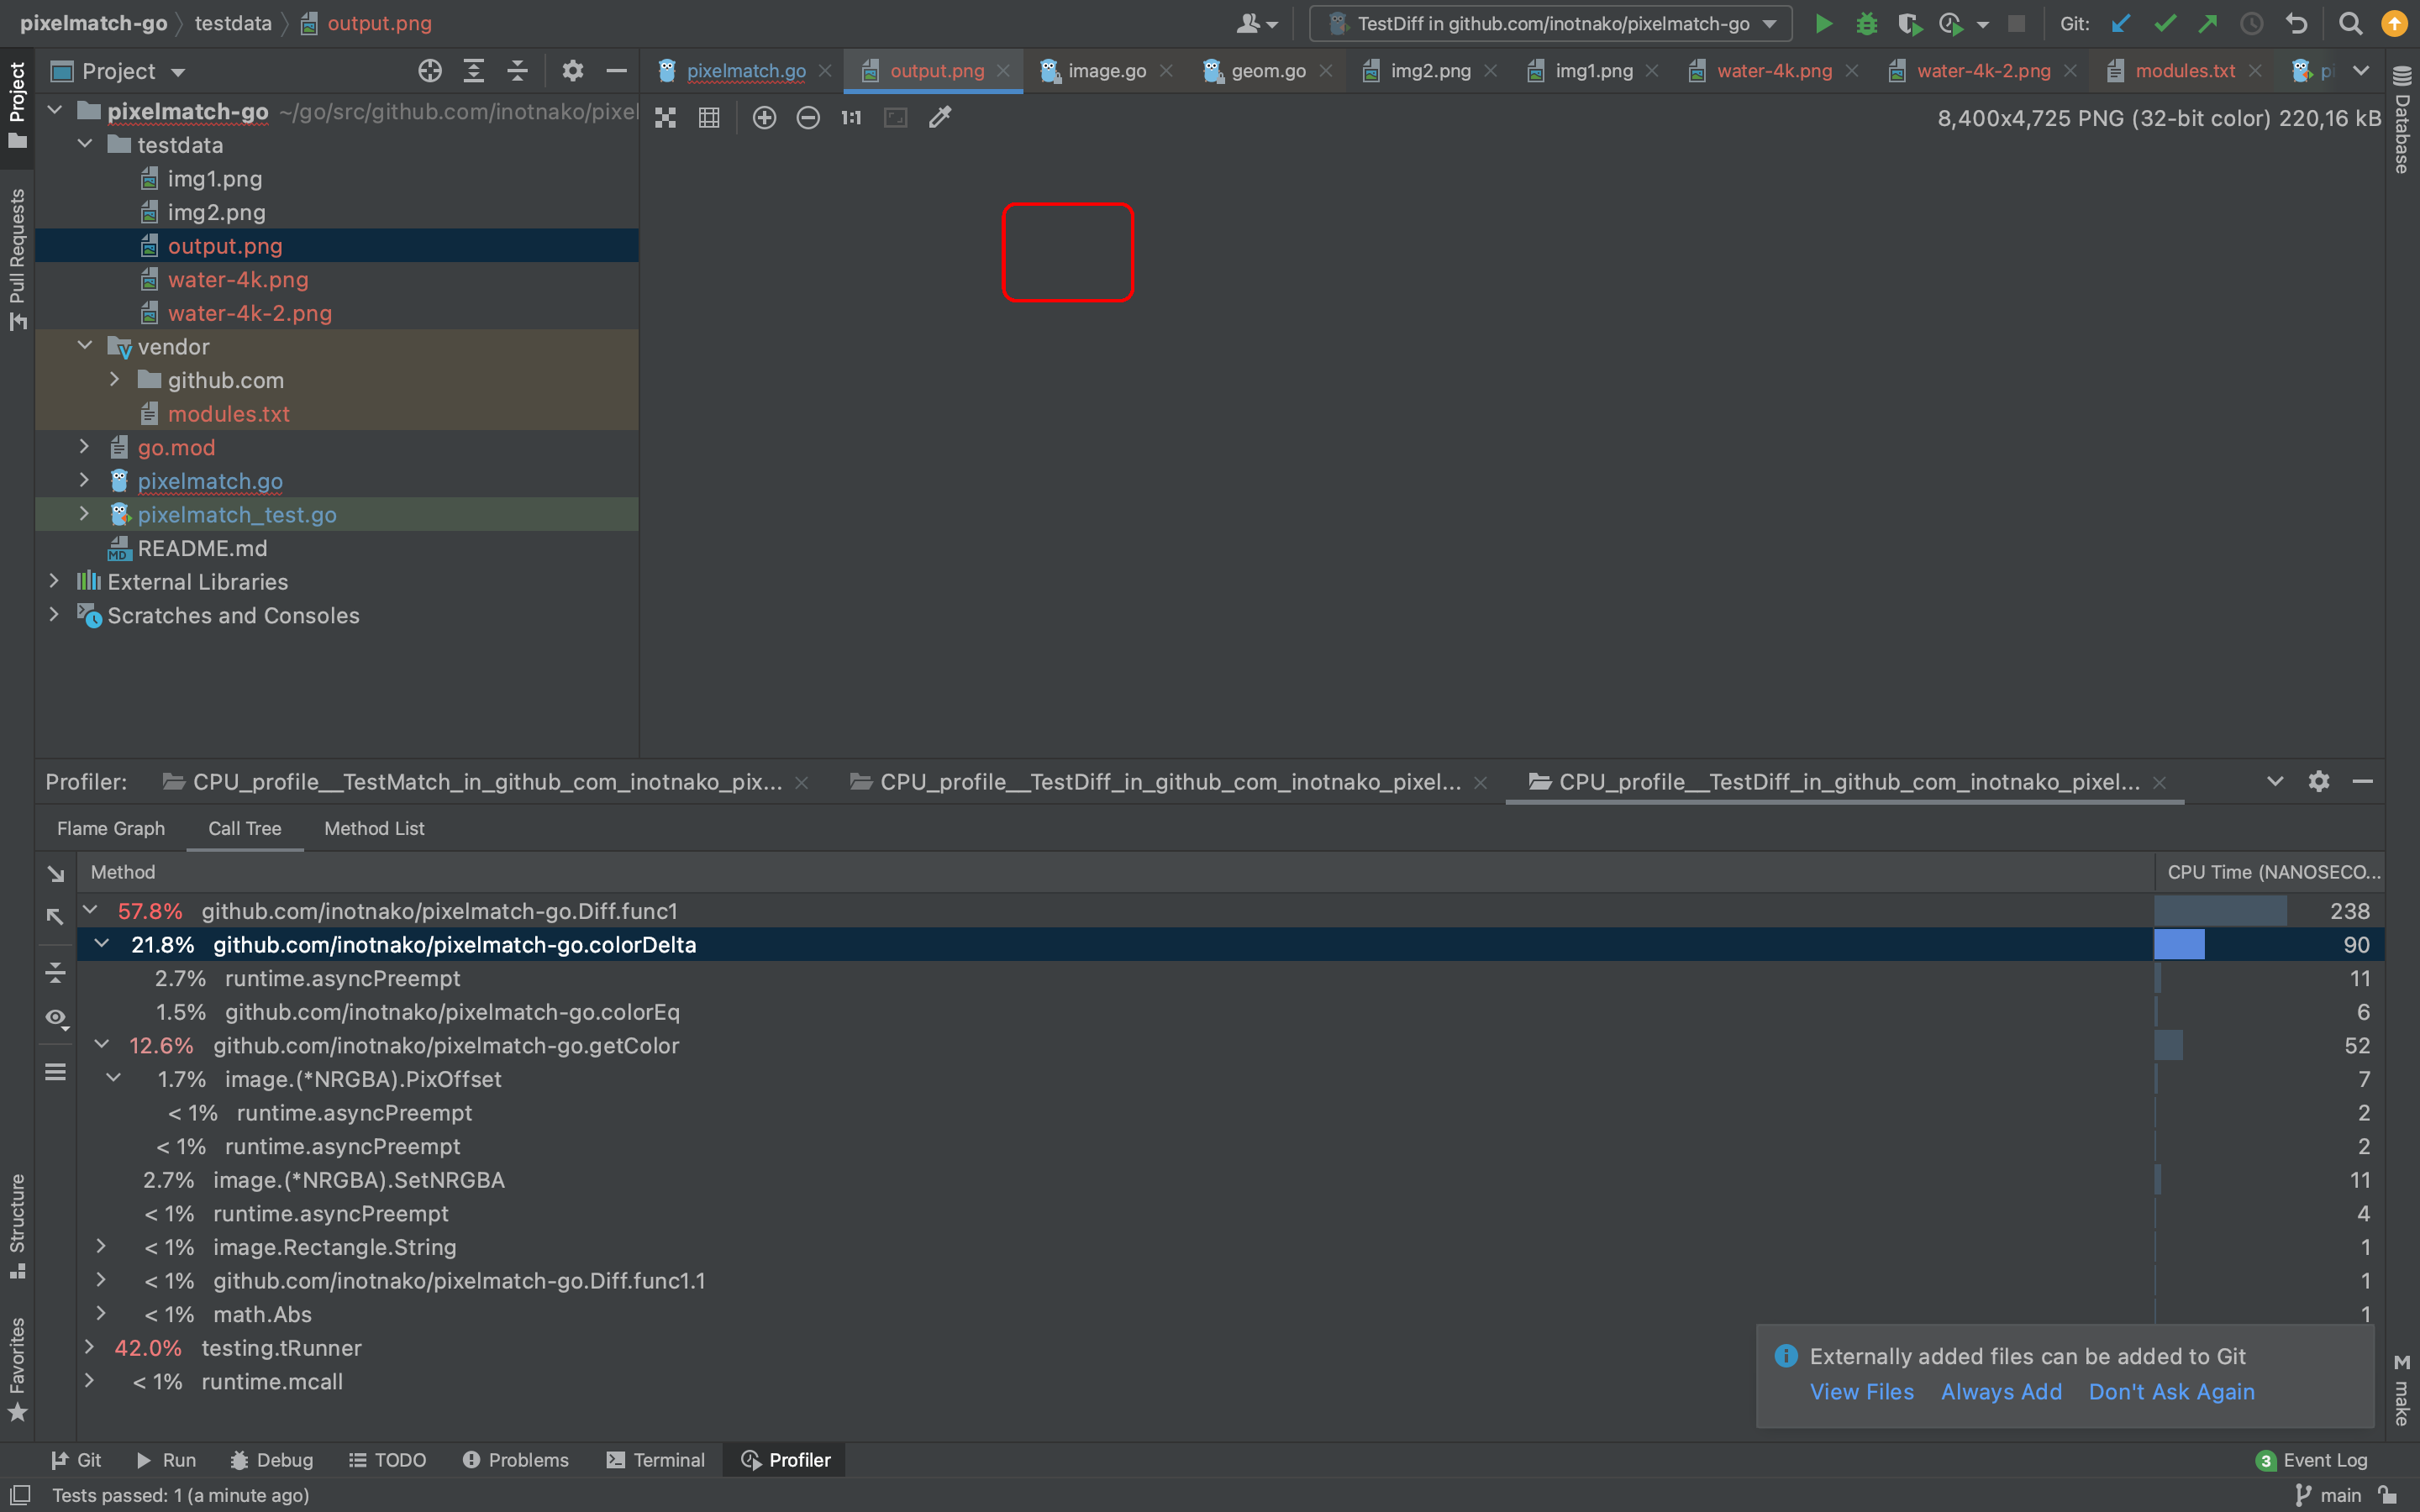 pixelmatch-go testdata output.png
TestDiff in github.com/inotnako/pixelmatch-go
Git:
Project
pixelmatch.go output.png image.go geom.go img2.png img1.png water-4k.png water-4k-2.png modules.txt
8,400x4,725 PNG (32-bit color) 220,16 kB
Project
Pull Requests
Structure
Favorites
Database
make
pixelmatch-go ~/go/src/github.com/inotnako/pixel
testdata
img1.png
img2.png
output.png
water-4k.png
water-4k-2.png
vendor
github.com
modules.txt
go.mod
pixelmatch.go
pixelmatch_test.go
README.md
External Libraries
Scratches and Consoles
Profiler: CPU_profile__TestMatch_in_github_com_inotnako_pix... CPU_profile__TestDiff_in_github_com_inotnako_pixel... CPU_profile__TestDiff_in_github_com_inotnako_pixel...
Flame Graph Call Tree Method List
Method CPU Time (NANOSECO...
57.8% github.com/inotnako/pixelmatch-go.Diff.func1 238
21.8% github.com/inotnako/pixelmatch-go.colorDelta 90
2.7% runtime.asyncPreempt 11
1.5% github.com/inotnako/pixelmatch-go.colorEq 6
12.6% github.com/inotnako/pixelmatch-go.getColor 52
1.7% image.(*NRGBA).PixOffset 7
< 1% runtime.asyncPreempt 2
< 1% runtime.asyncPreempt 2
2.7% image.(*NRGBA).SetNRGBA 11
< 1% runtime.asyncPreempt 4
< 1% image.Rectangle.String 1
< 1% github.com/inotnako/pixelmatch-go.Diff.func1.1 1
< 1% math.Abs 1
42.0% testing.tRunner
< 1% runtime.mcall
Externally added files can be added to Git
View Files Always Add Don't Ask Again
Git Run Debug TODO Problems Terminal Profiler 3 Event Log
Tests passed: 1 (a minute ago) main